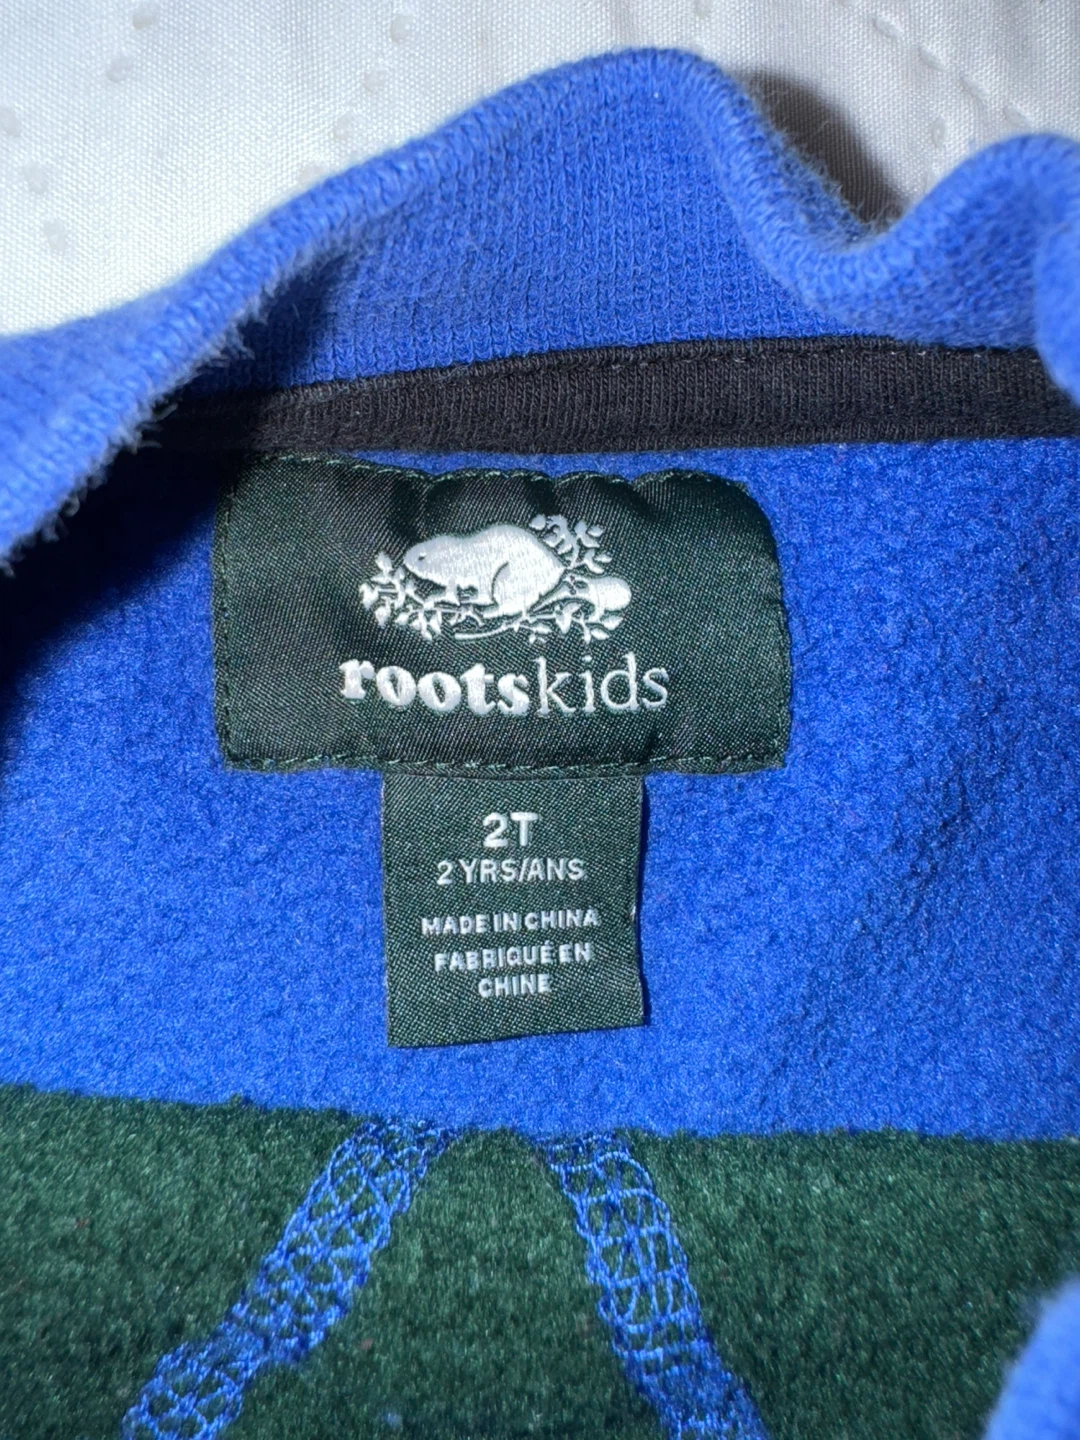 rootskids
2T
2 YRS/ANS
MADE IN CHINA
FABRIQUÉ EN
CHINE